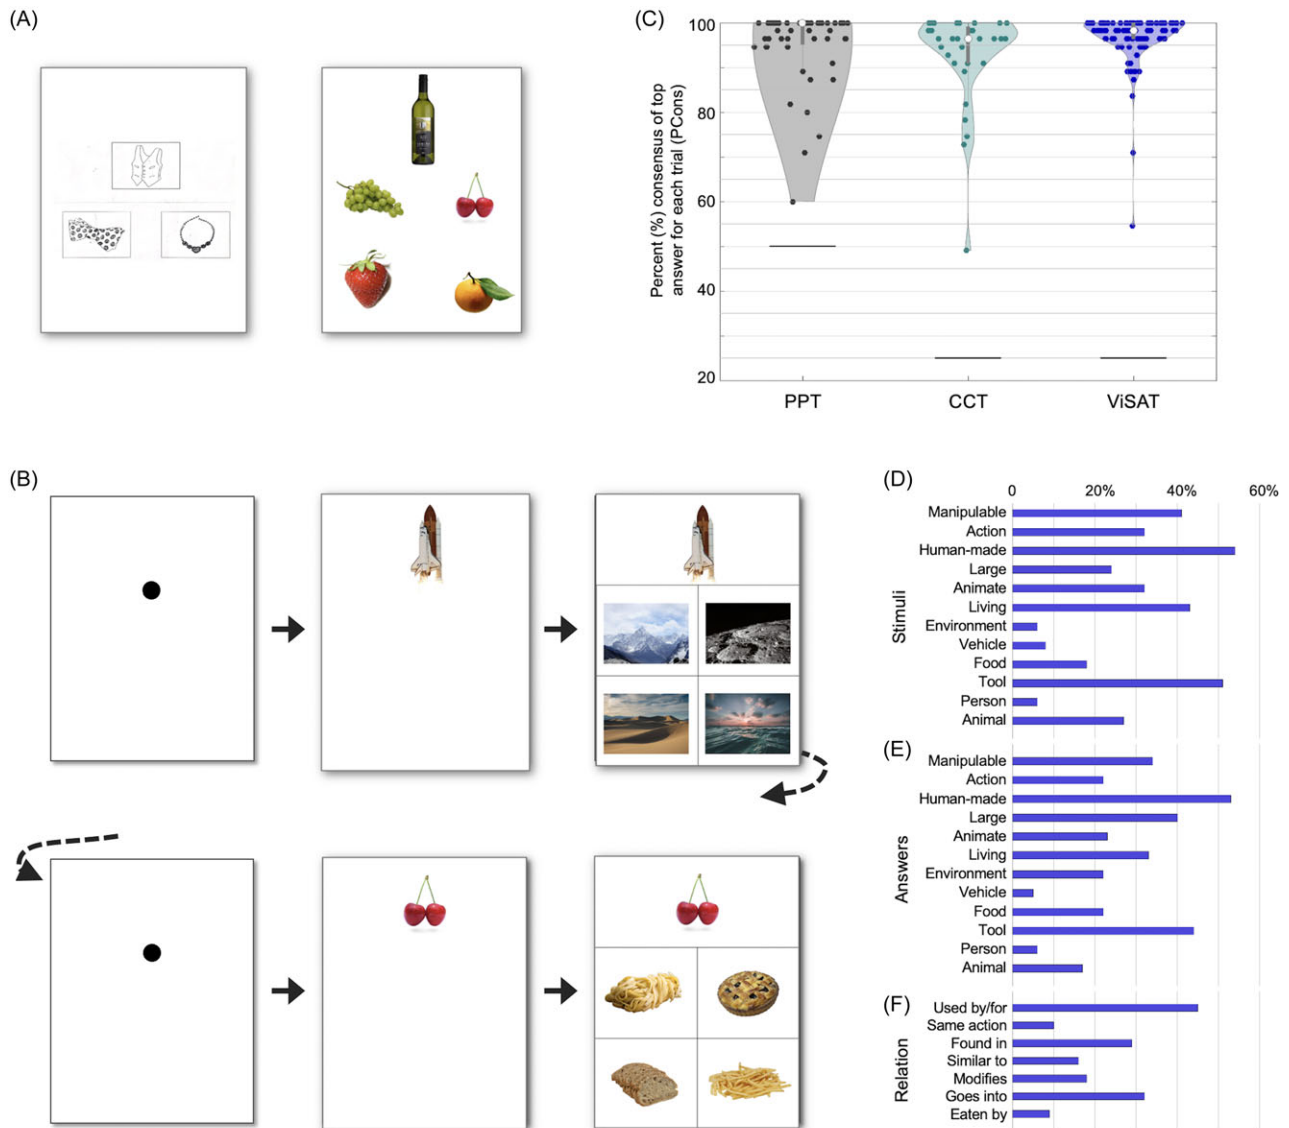 (A)
(C)
Percent (%) consensus of top
answer for each trial (PCons)
100
80
60
40
20
PPT
CCT
ViSAT
(B)
(D)
0
20%
40%
60%
Stimuli
Manipulable
Action
Human-made
Large
Animate
Living
Environment
Vehicle
Food
Tool
Person
Animal
(E)
Answers
Manipulable
Action
Human-made
Large
Animate
Living
Environment
Vehicle
Food
Tool
Person
Animal
(F)
Relation
Used by/for
Same action
Found in
Similar to
Modifies
Goes into
Eaten by